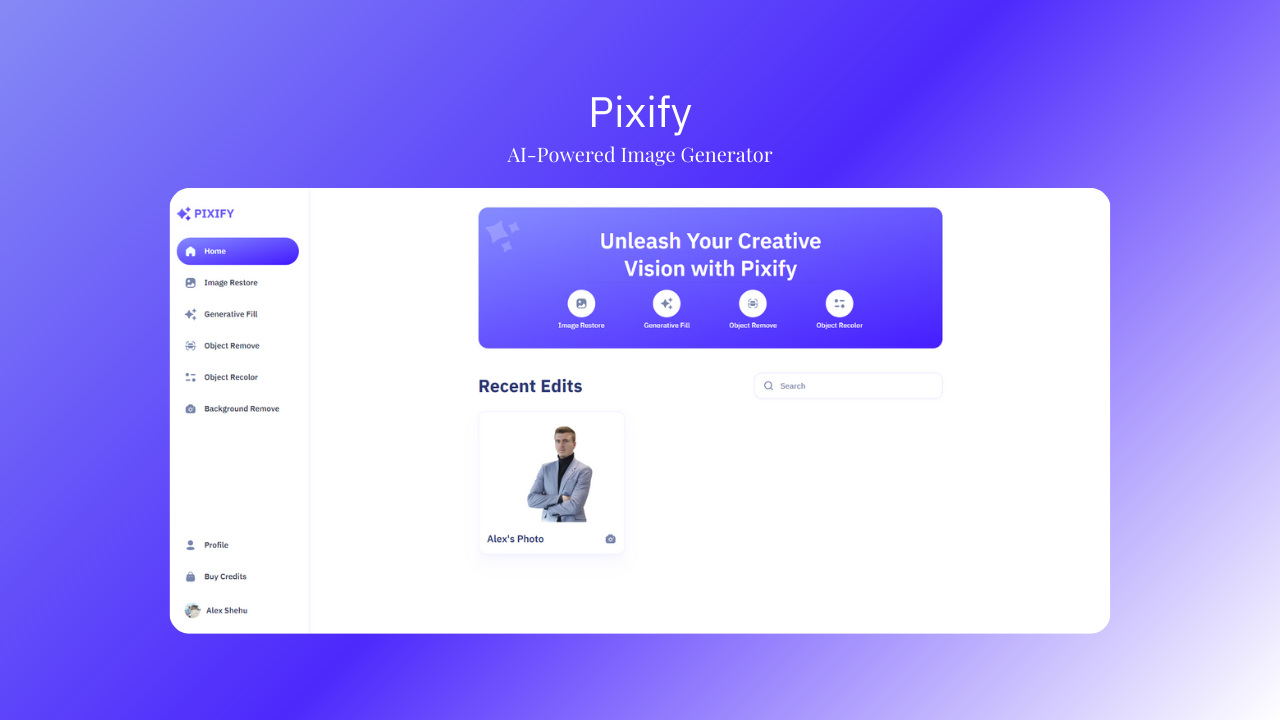 Pixify
AI-Powered Image Generator
PIXIFY
Home
Image Restore
Generative Fill
Object Remove
Object Recolor
Background Remove
Profile
Buy Credits
Alex Shehu
Unleash Your Creative
Vision with Pixify
Image Restore
Generative Fill
Object Remove
Object Recolor
Recent Edits
Search
Alex's Photo